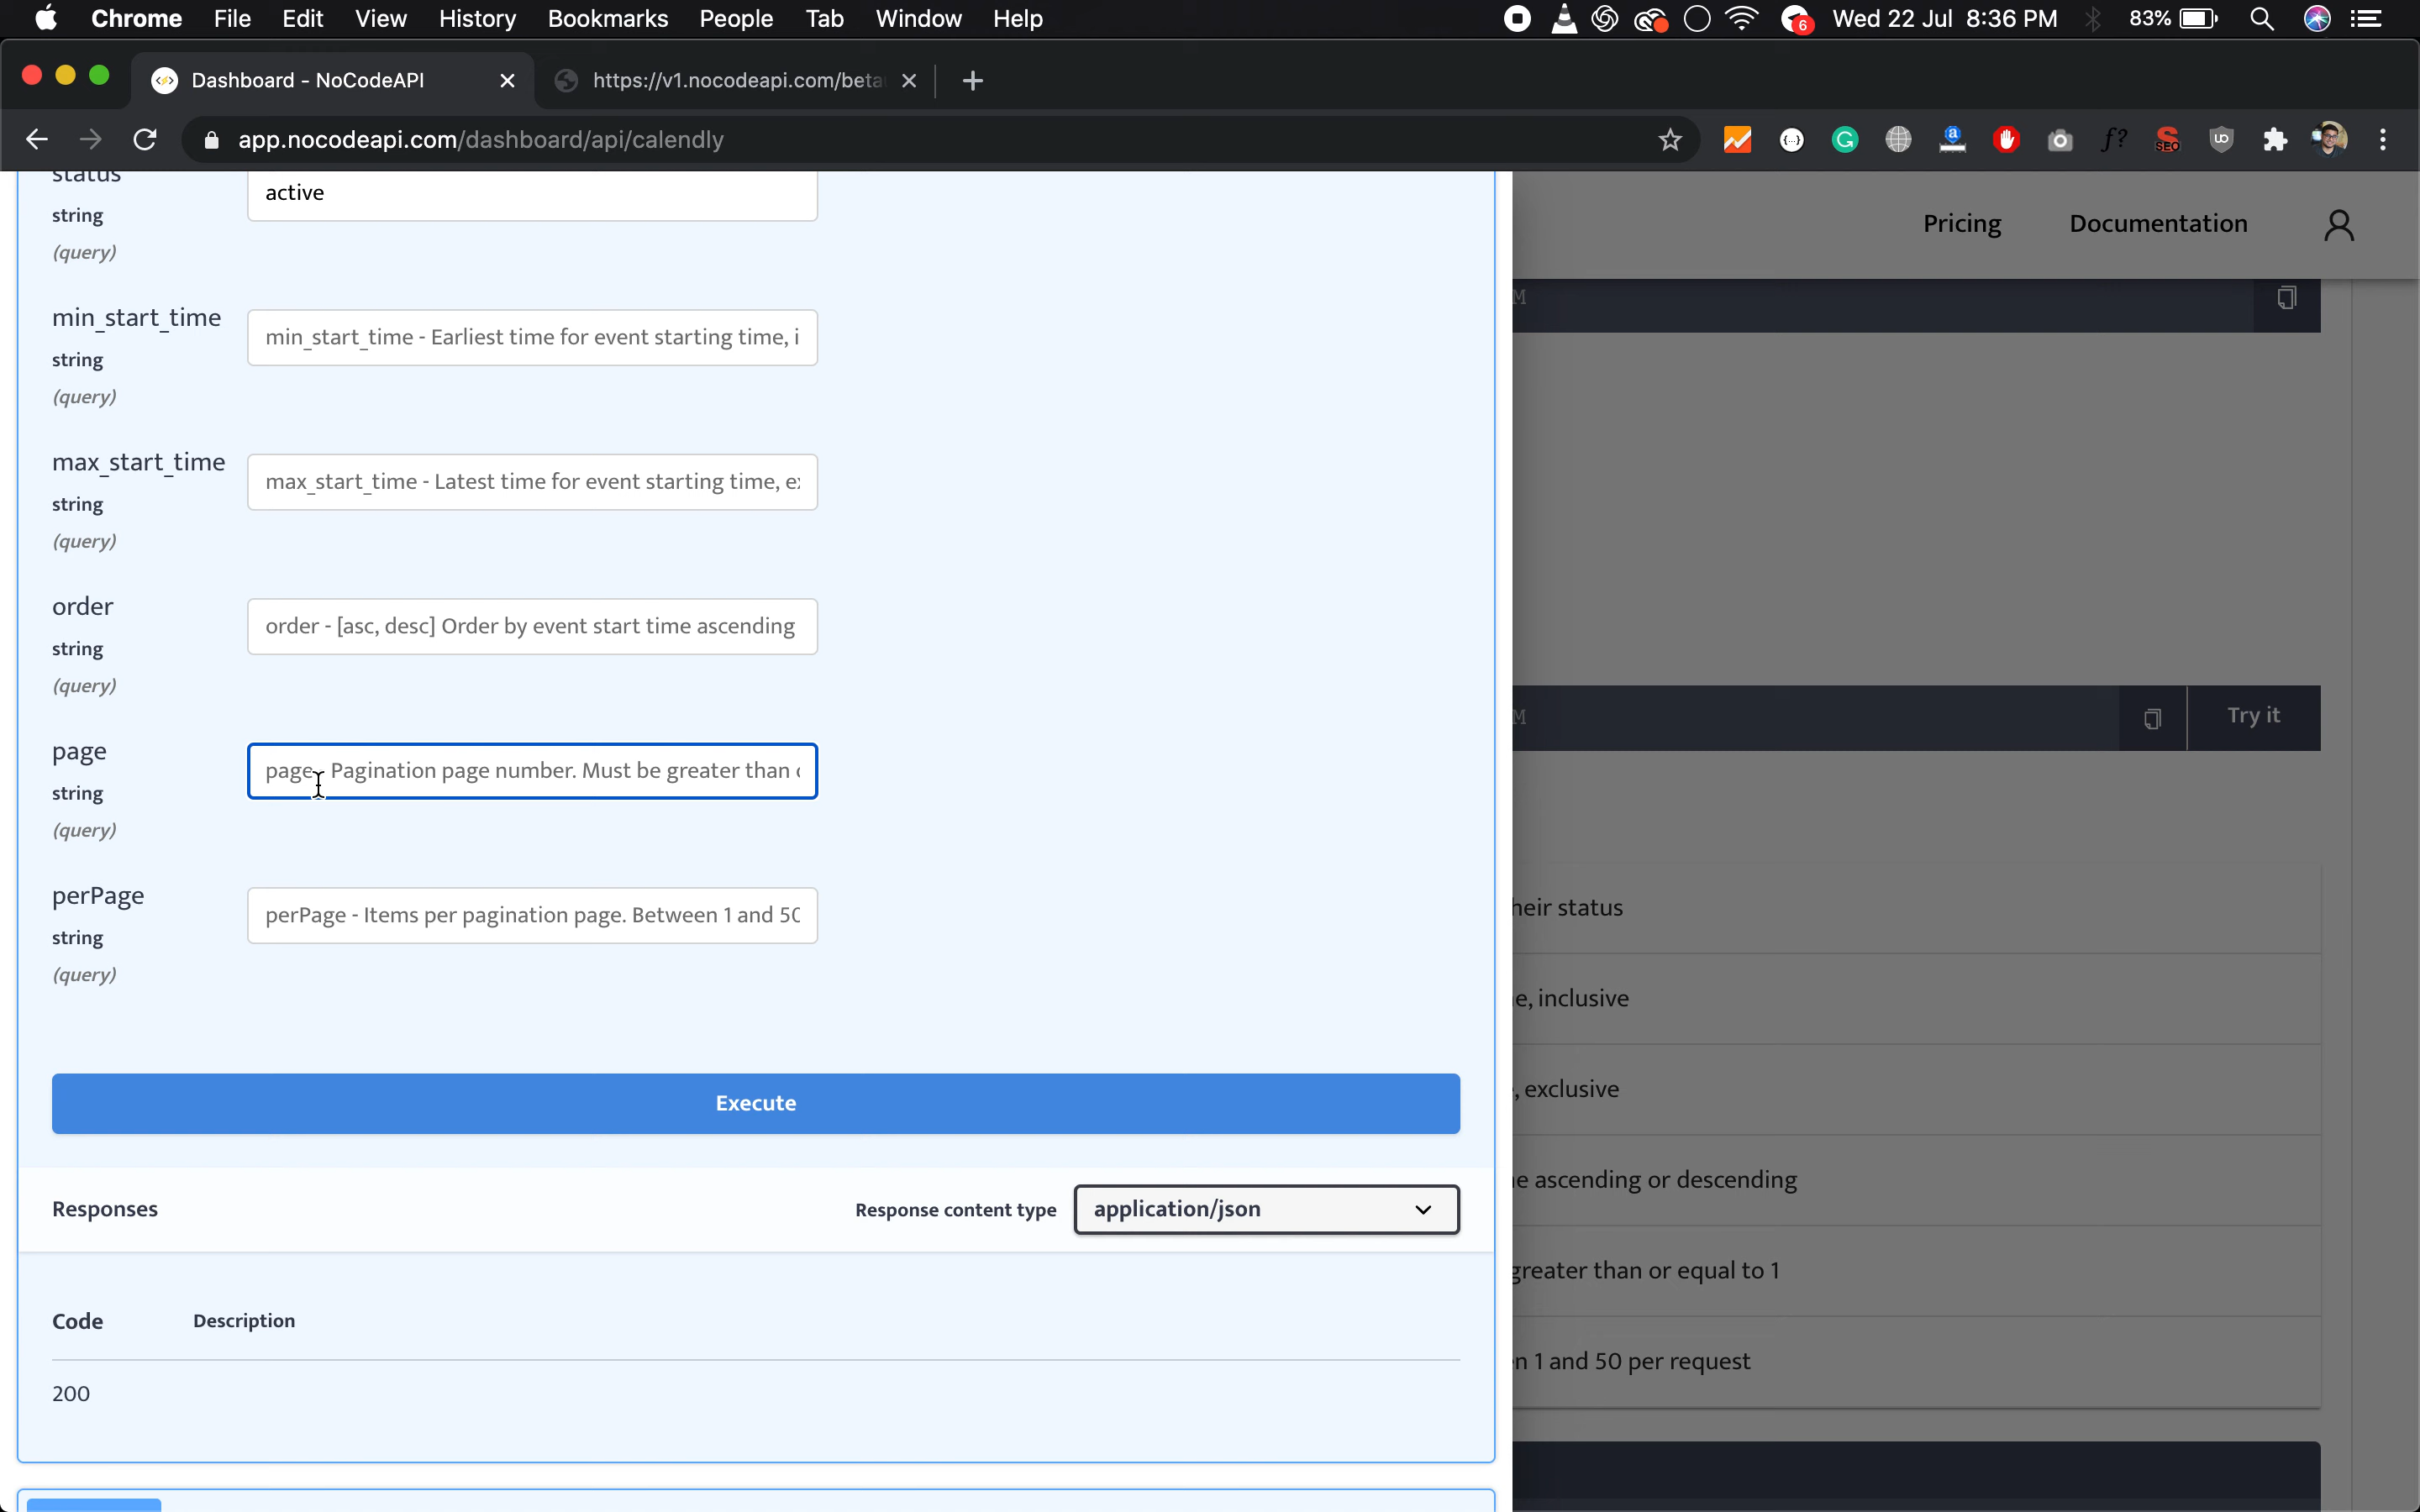 Chrome File Edit View History Bookmarks People Tab Window Help 6 Wed 22 Jul 8:36 PM 83%
Dashboard - NoCodeAPI https://v1.nocodeapi.com/beta
app.nocodeapi.com/dashboard/api/calendly
Pricing Documentation
status
active
string
(query)
min_start_time
min_start_time - Earliest time for event starting time, i
string
(query)
max_start_time
max_start_time - Latest time for event starting time, e
string
(query)
order
order - [asc, desc] Order by event start time ascending
string
(query)
page
page - Pagination page number. Must be greater than
string
(query)
perPage
perPage - Items per pagination page. Between 1 and 50
string
(query)
Execute
Responses Response content type application/json
Code Description
200
M
M Try it
heir status
e, inclusive
, exclusive
e ascending or descending
greater than or equal to 1
n 1 and 50 per request